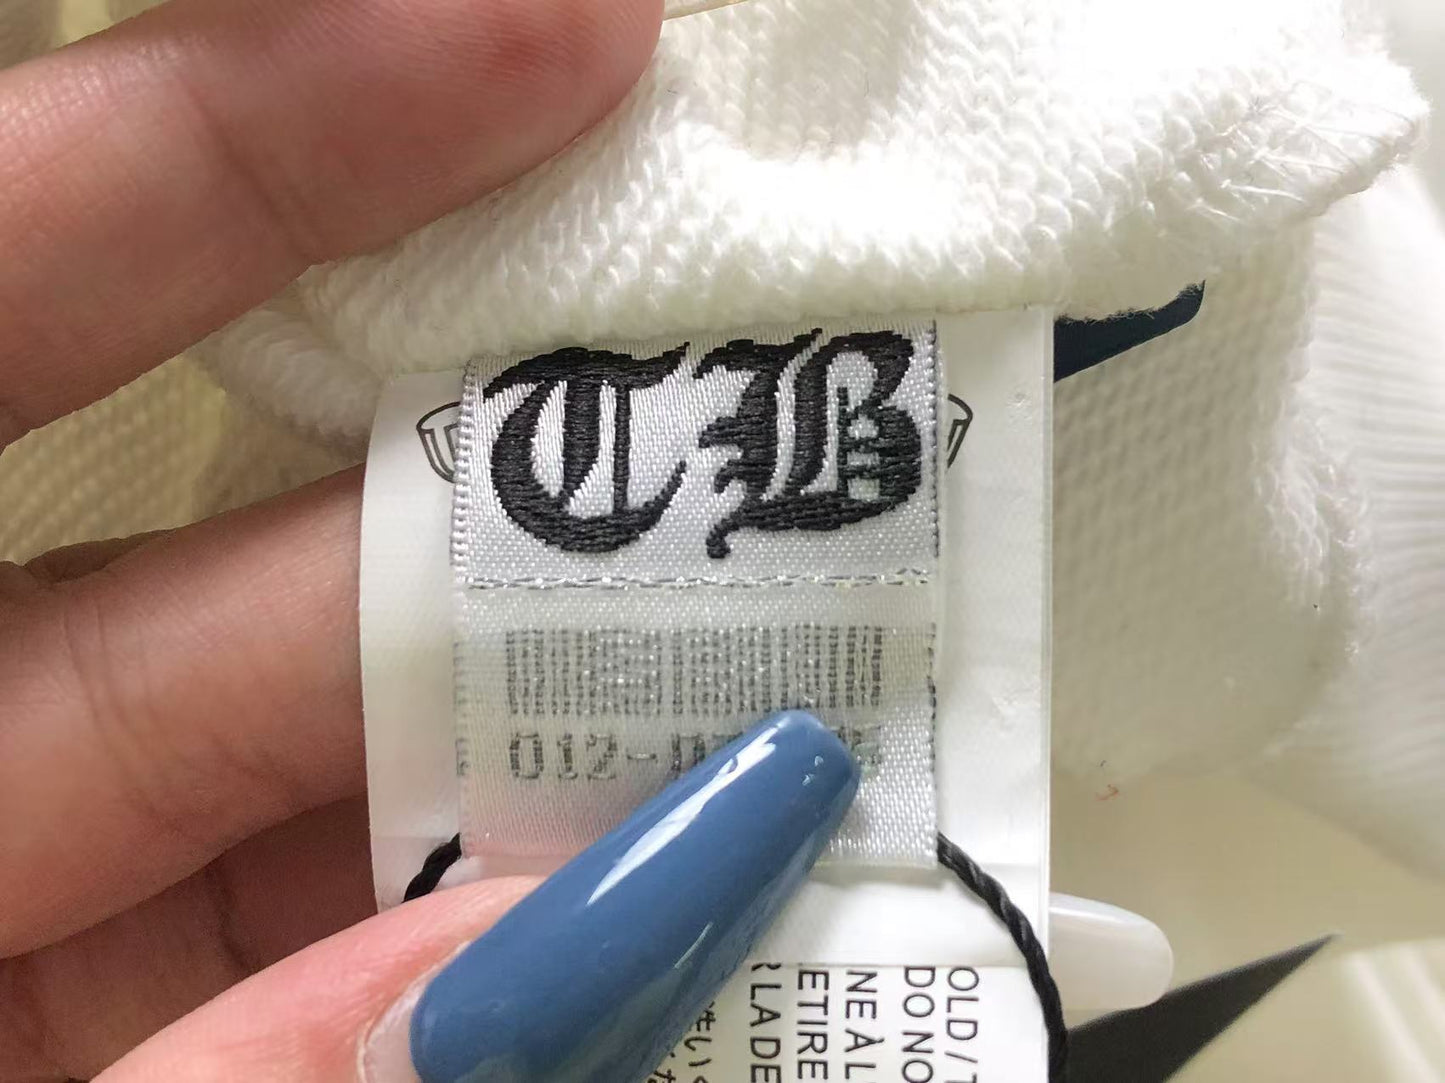 TB
012-
OLD / T
DO NO
NE À L
ETIRE
R LA DE